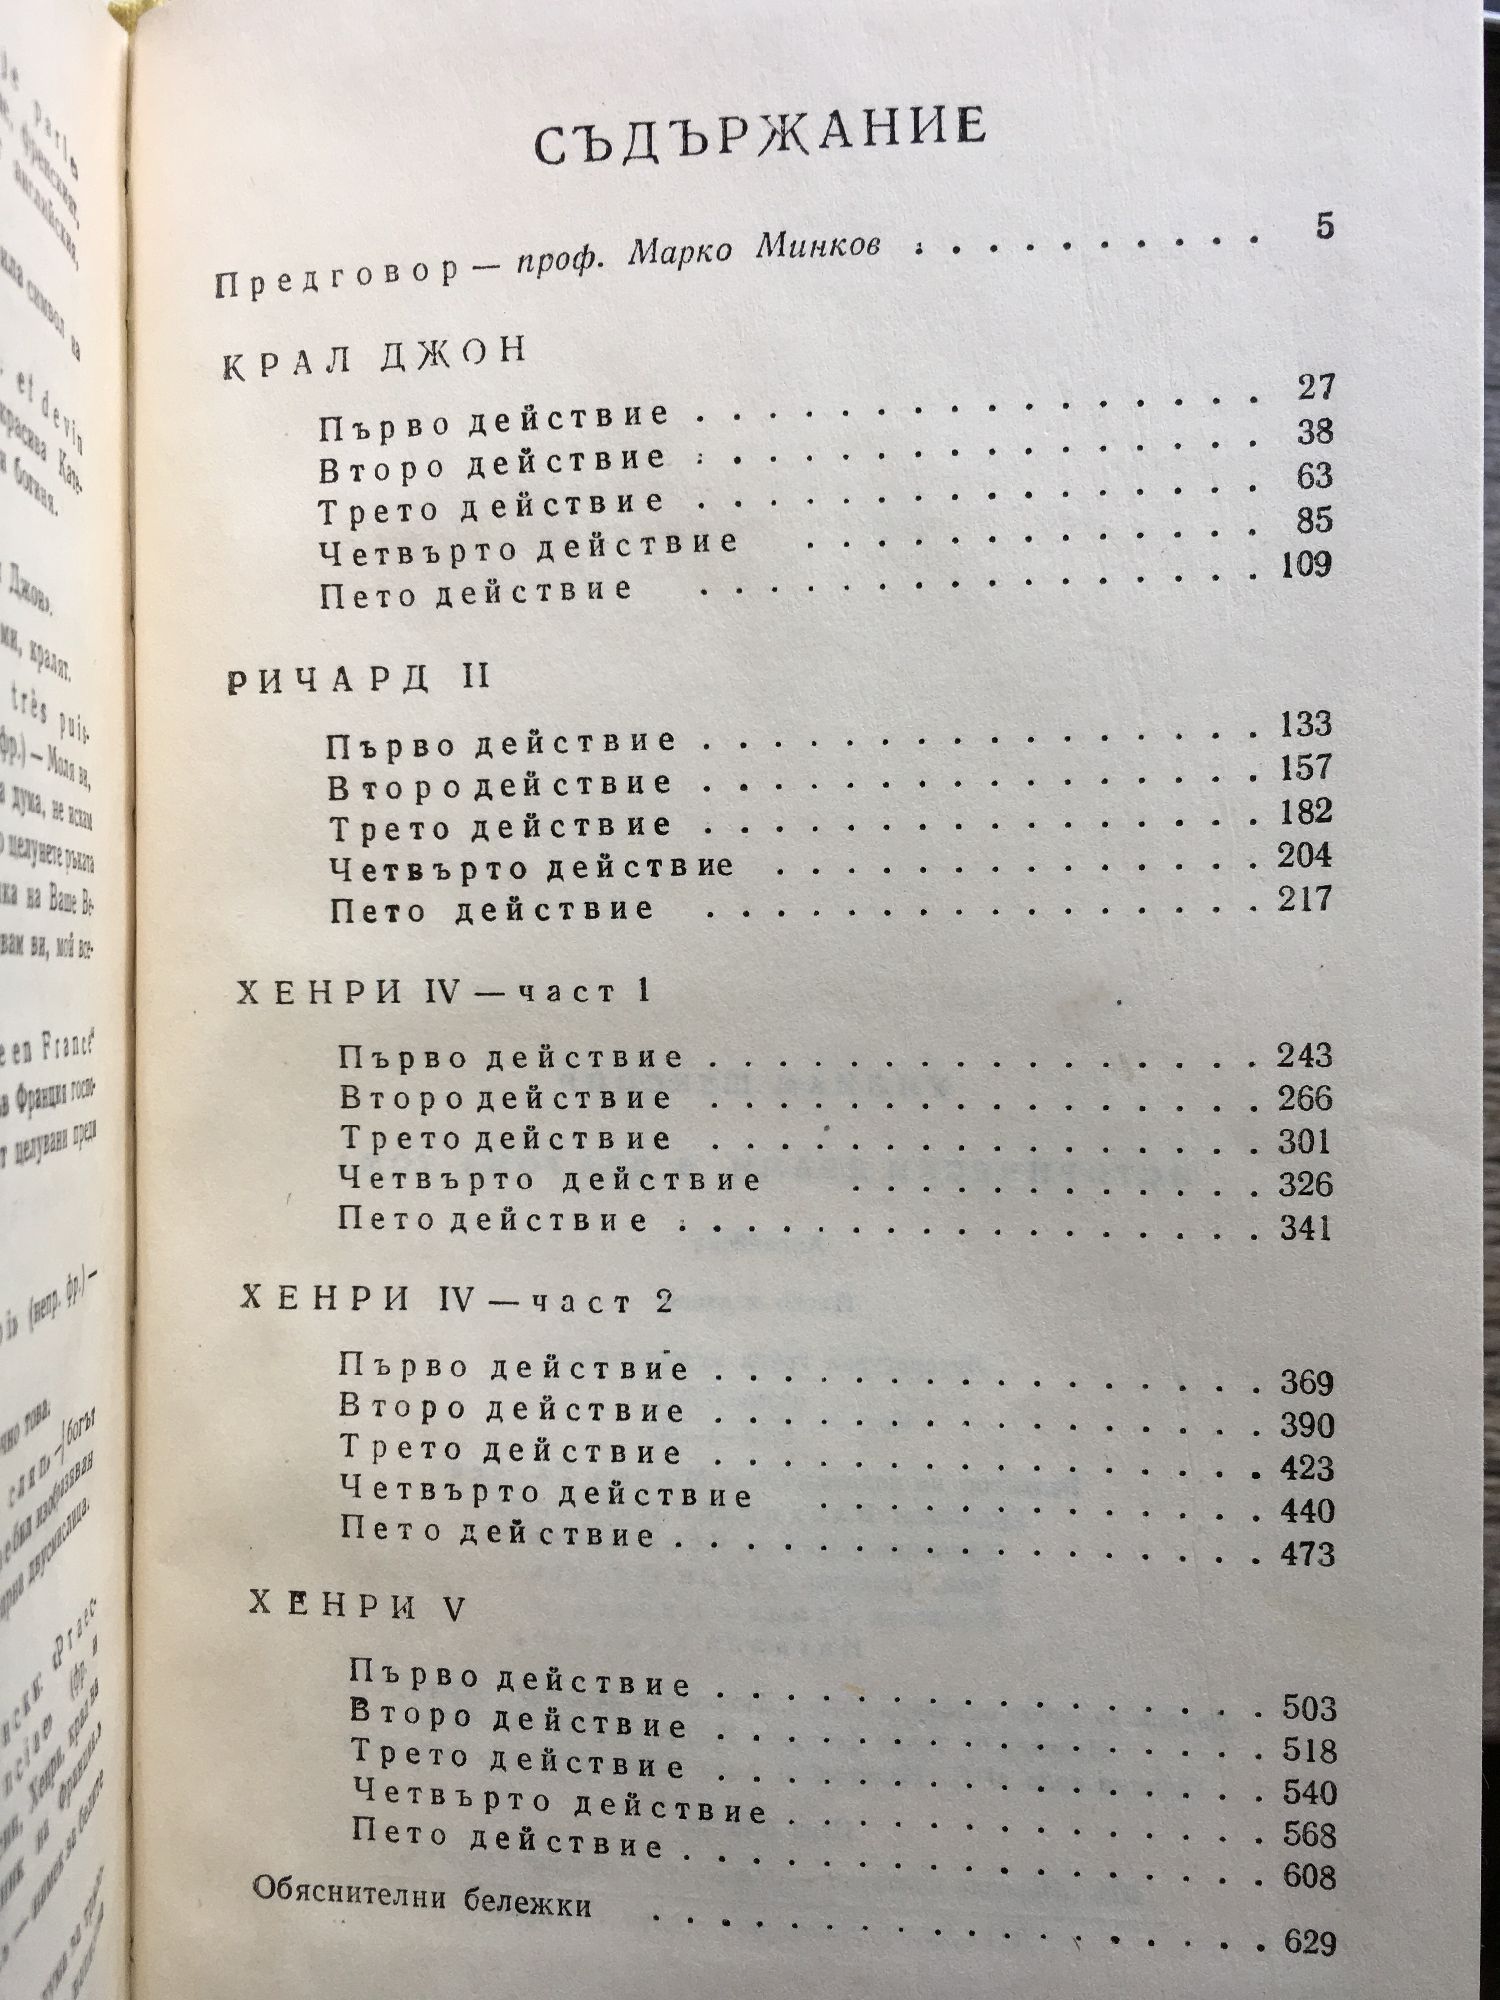 СЪДЪРЖАНИЕ
Предговор — проф. Марко Минков . . . . . . . . . . 5
КРАЛ ДЖОН
Първо действие . . . . . . . . . . . . . . . . 27
Второ действие . . . . . . . . . . . . . . . . 38
Трето действие . . . . . . . . . . . . . . . . 63
Четвърто действие . . . . . . . . . . . . . 85
Пето действие . . . . . . . . . . . . . . . . 109
РИЧАРД II
Първо действие . . . . . . . . . . . . . . . . 133
Второ действие . . . . . . . . . . . . . . . . 157
Трето действие . . . . . . . . . . . . . . . . 182
Четвърто действие . . . . . . . . . . . . . . 204
Пето действие . . . . . . . . . . . . . . . . 217
ХЕНРИ IV — част 1
Първо действие . . . . . . . . . . . . . . . . 243
Второ действие . . . . . . . . . . . . . . . . 266
Трето действие . . . . . . . . . . . . . . . . 301
Четвърто действие . . . . . . . . . . . . 326
Пето действие . . . . . . . . . . . . . . . . . 341
ХЕНРИ IV — част 2
Първо действие . . . . . . . . . . . . . . . . 369
Второ действие . . . . . . . . . . . . . . . . 390
Трето действие . . . . . . . . . . . . . . . . 423
Четвърто действие . . . . . . . . . . . . . 440
Пето действие . . . . . . . . . . . . . . . . . 473
ХЕНРИ V
Първо действие . . . . . . . . . . . . . . . . 503
Второ действие . . . . . . . . . . . . . . . . 518
Трето действие . . . . . . . . . . . . . . . . 540
Четвърто действие . . . . . . . . . . . . . . 568
Пето действие . . . . . . . . . . . . . . . . . 608
Обяснителни бележки . . . . . . . . . . . . . . . . . . 629